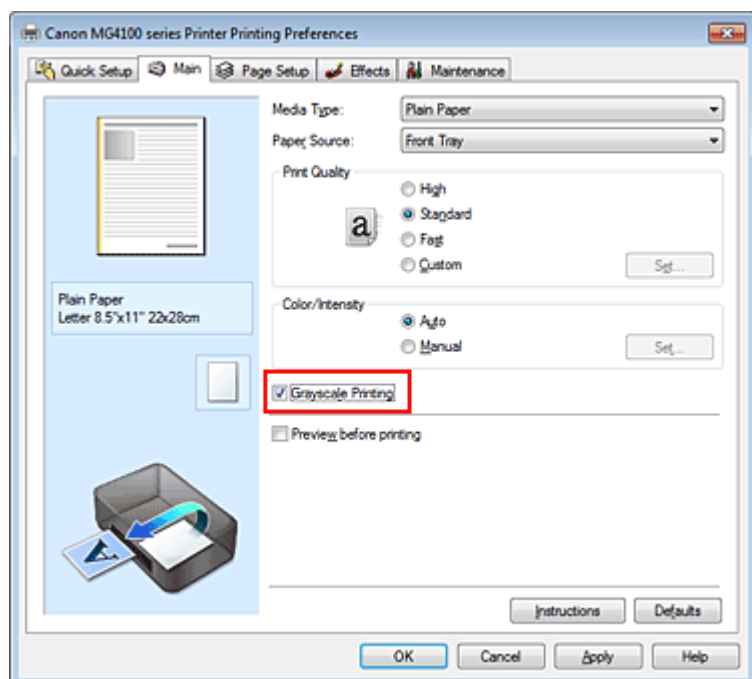 Canon MG4100 series Printer Printing Preferences
Quick Setup Main Page Setup Effects Maintenance
Media Type: Plain Paper
Paper Source: Front Tray
Print Quality
High
a Standard
Fast
Custom Set...
Plain Paper
Letter 8.5"x11" 22x28cm
Color/Intensity
Auto
Manual Set...
Grayscale Printing
Preview before printing
A
Instructions Defaults
OK Cancel Apply Help